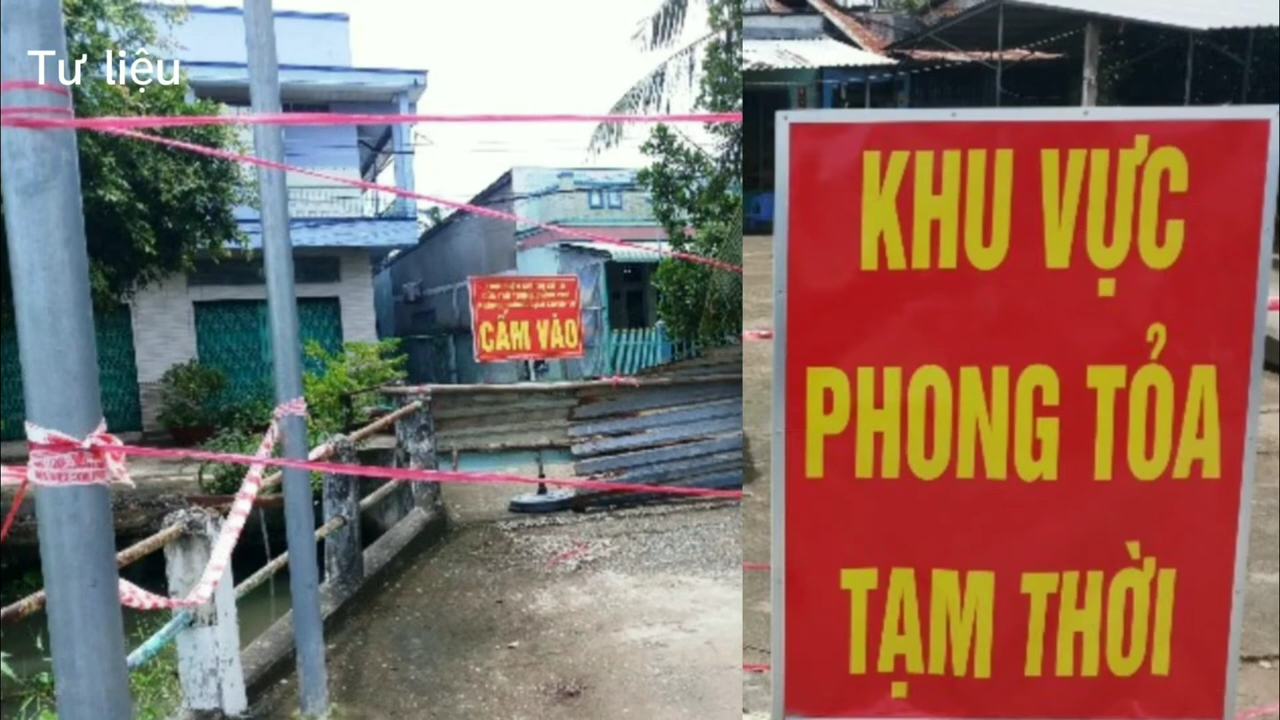 Tư liệu
CẤM VÀO
KHU VỰC
PHONG TỎA
TẠM THỜI